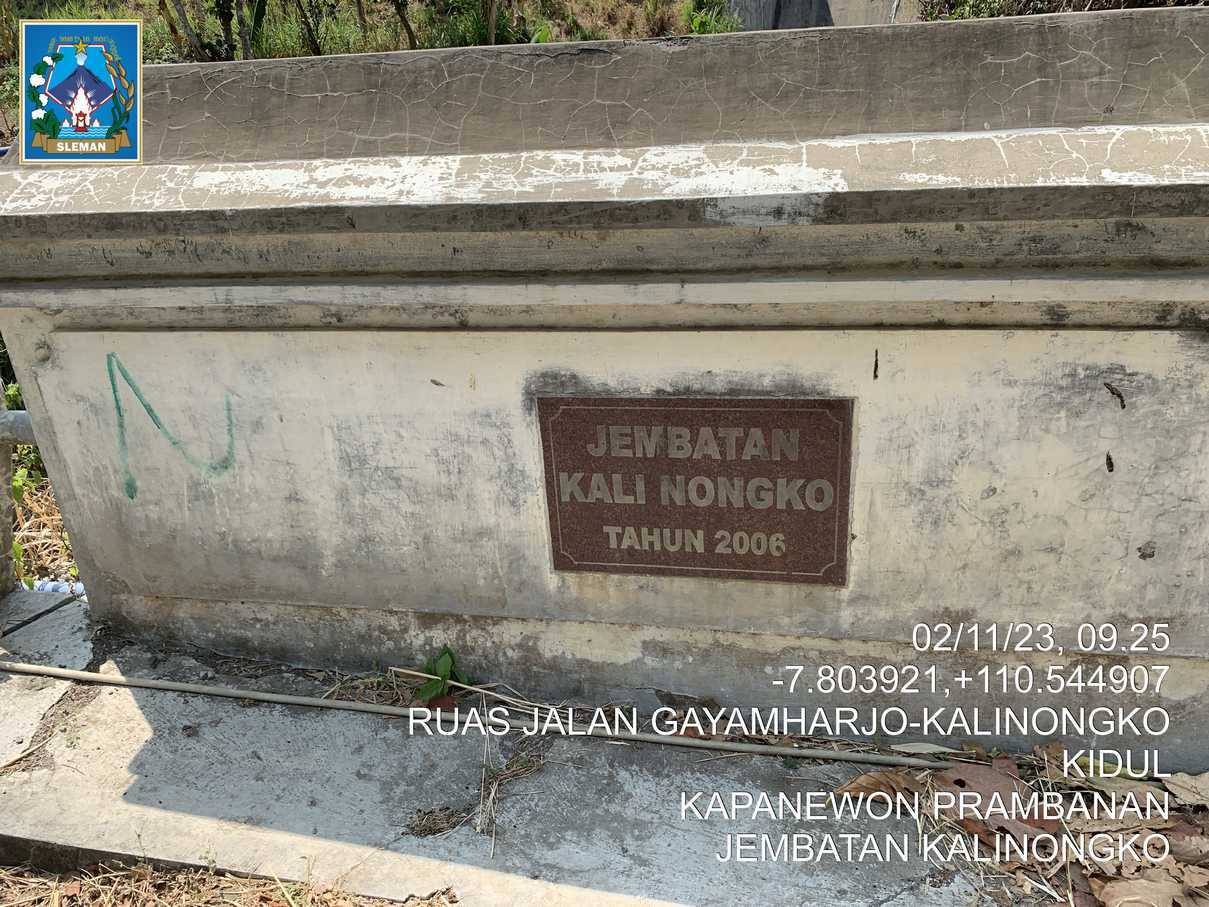 SLEMAN
JEMBATAN
KALI NONGKO
TAHUN 2006
02/11/23, 09.25
-7.803921,+110.544907
RUAS JALAN GAYAMHARJO-KALINONGKO
KIDUL
KAPANEWON PRAMBANAN
JEMBATAN KALINONGKO